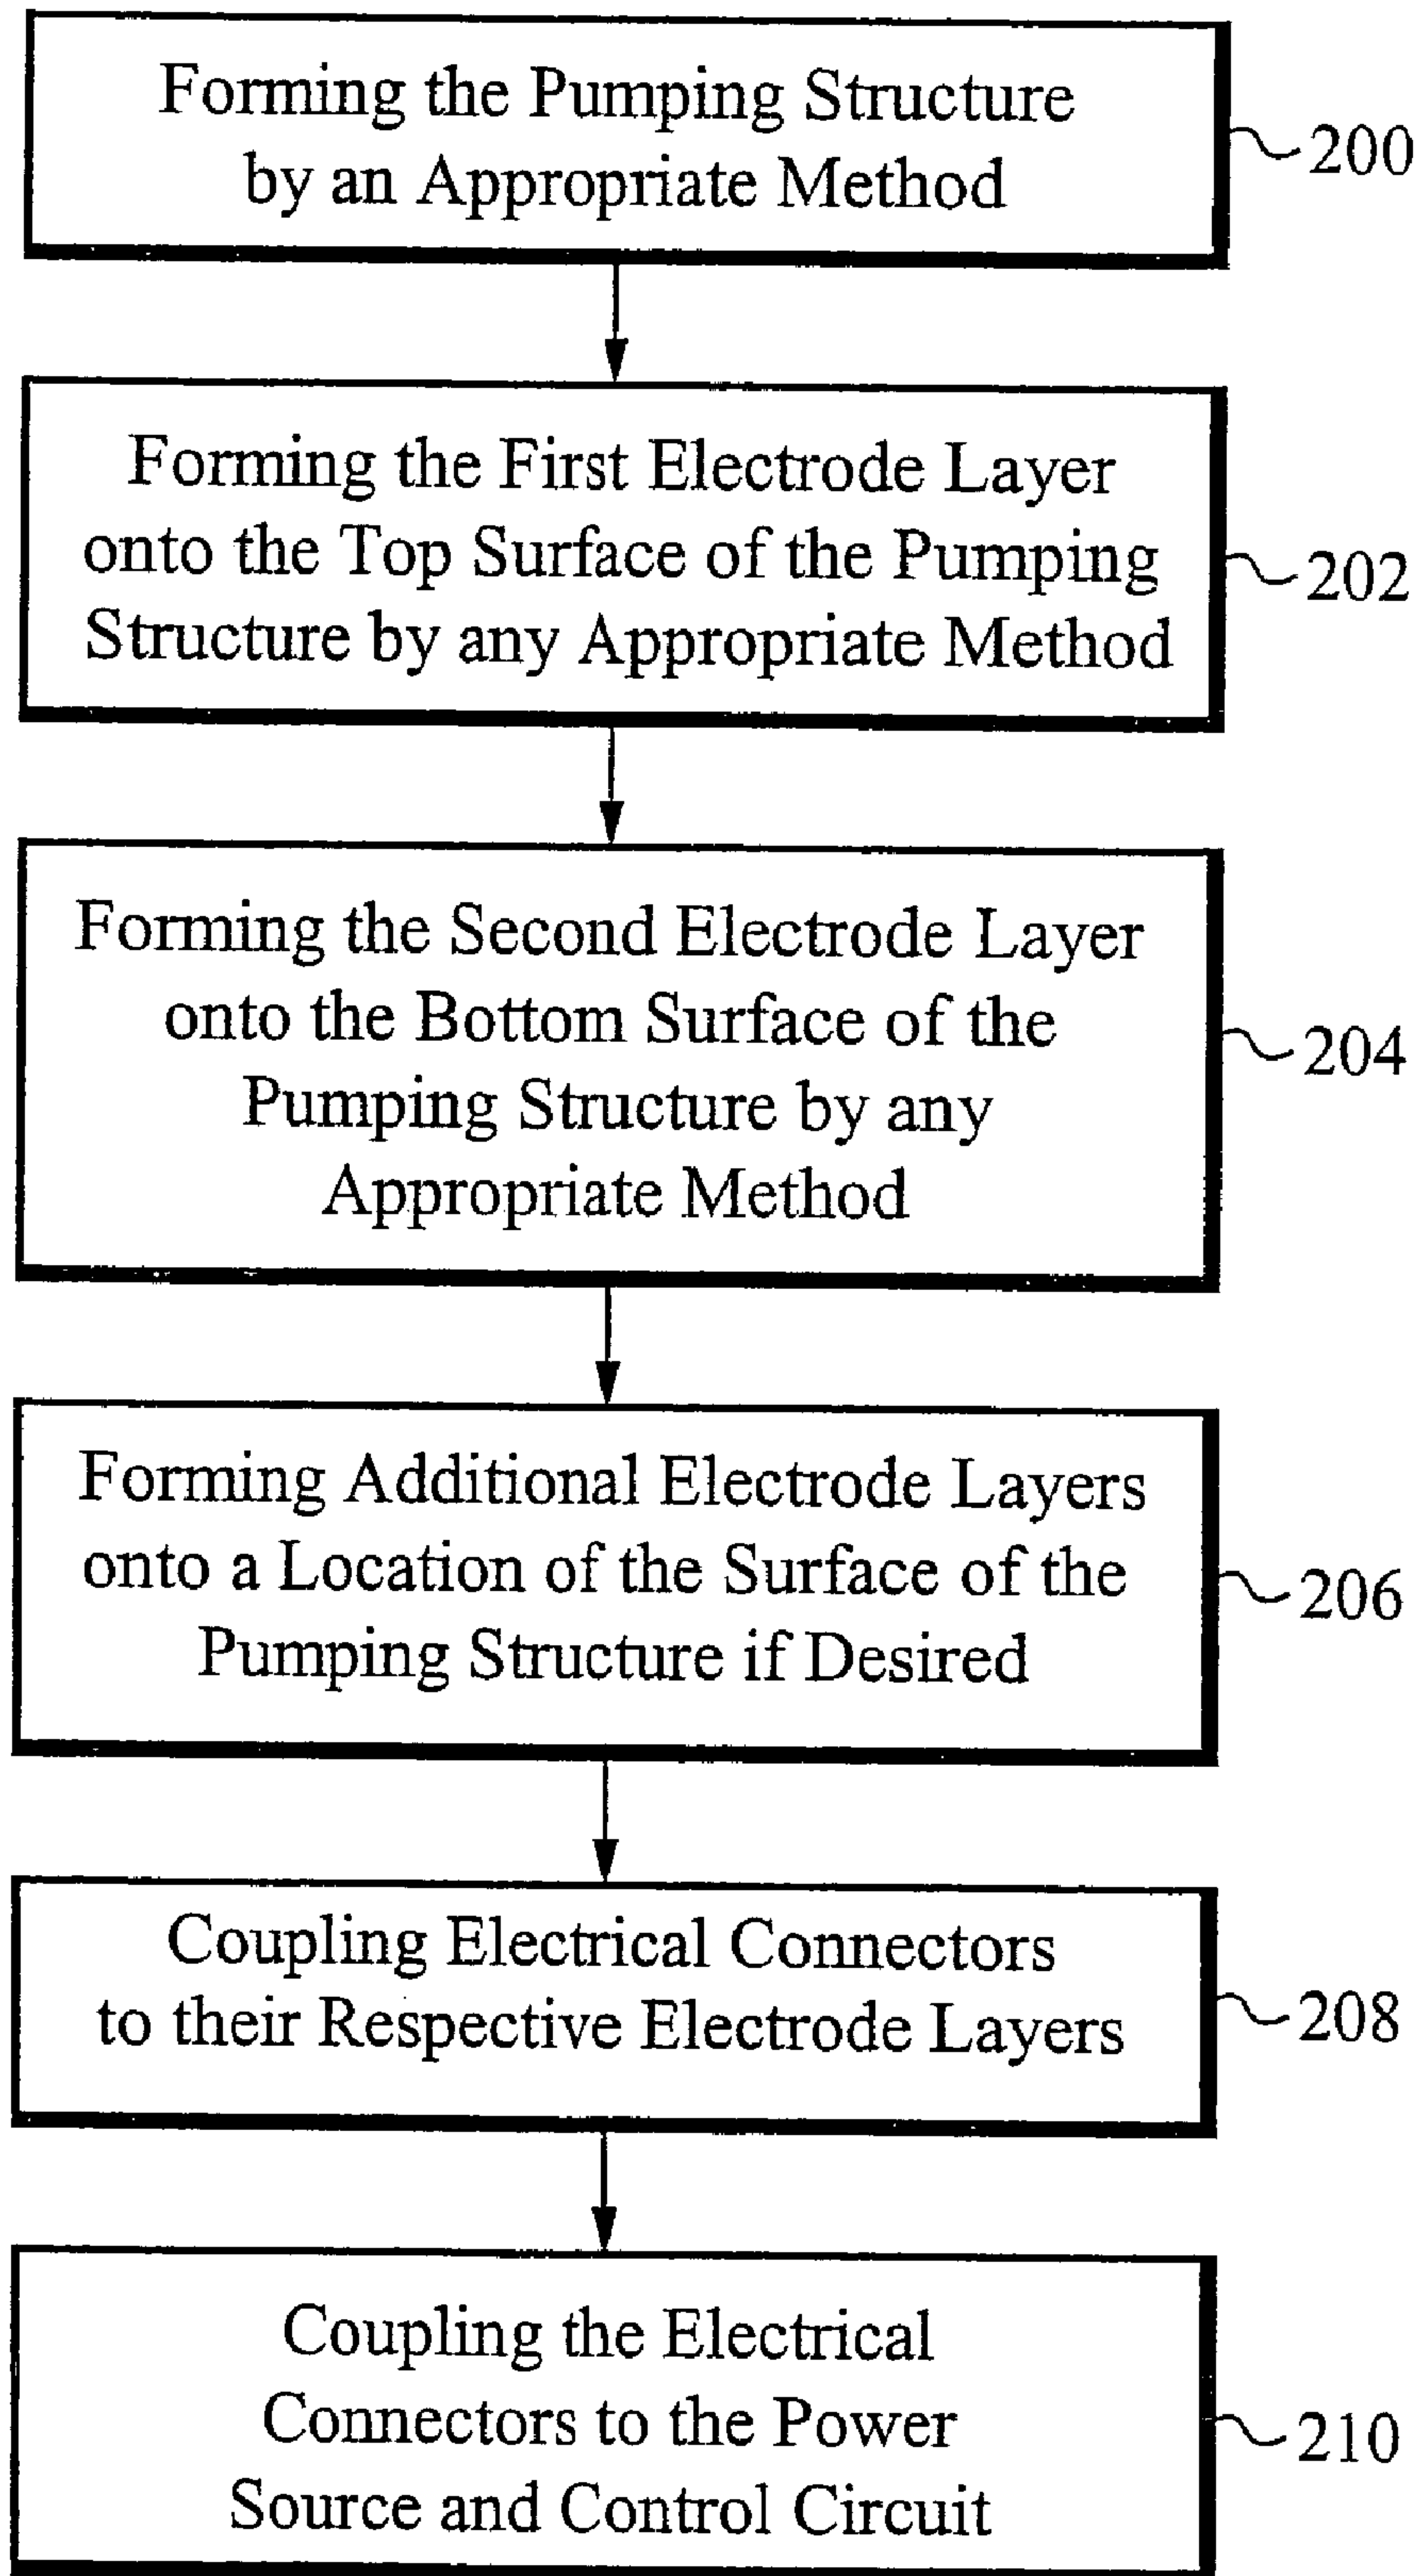 Forming the Pumping Structure
by an Appropriate Method
200
Forming the First Electrode Layer
onto the Top Surface of the Pumping
Structure by any Appropriate Method
202
Forming the Second Electrode Layer
onto the Bottom Surface of the
Pumping Structure by any
Appropriate Method
204
Forming Additional Electrode Layers
onto a Location of the Surface of the
Pumping Structure if Desired
206
Coupling Electrical Connectors
to their Respective Electrode Layers
208
Coupling the Electrical
Connectors to the Power
Source and Control Circuit
210